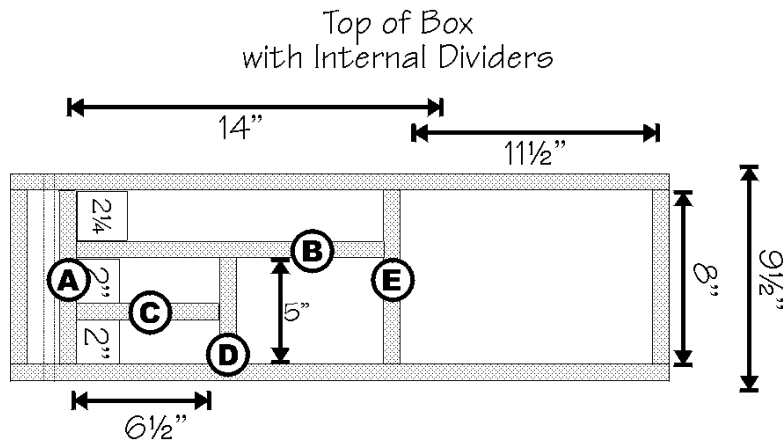 Top of Box
with Internal Dividers
14”
11½”
2¼
B
A
2”
E
C
5”
8”
9½”
2”
D
6½”